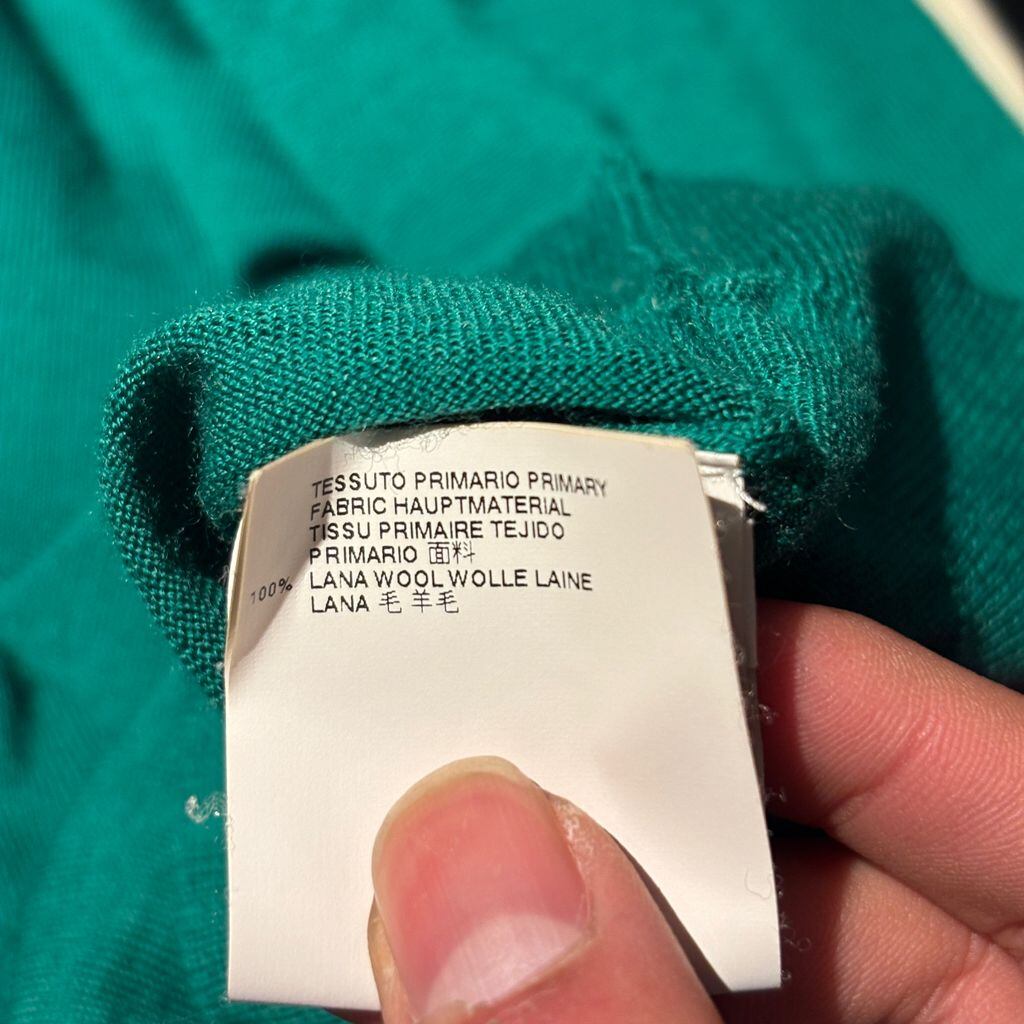 TESSUTO PRIMARIO PRIMARY
FABRIC HAUPTMATERIAL
TISSU PRIMAIRE TEJIDO
PRIMARIO 面料
100% LANA WOOL WOLLE LAINE
LANA 毛 羊毛